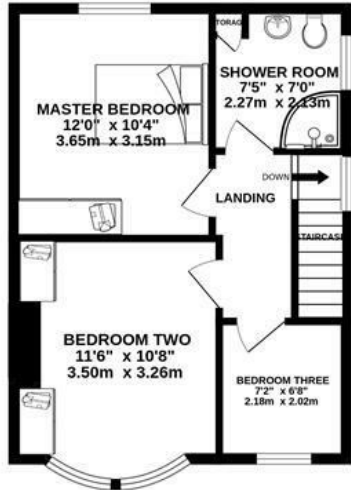 TORAG
SHOWER ROOM
7'5" x 7'0"
2.27m x 2.13m
MASTER BEDROOM
12'0" x 10'4"
3.65m x 3.15m
DOWN
LANDING
STAIRCASE
BEDROOM TWO
11'6" x 10'8"
3.50m x 3.26m
BEDROOM THREE
7'2" x 6'8"
2.18m x 2.02m